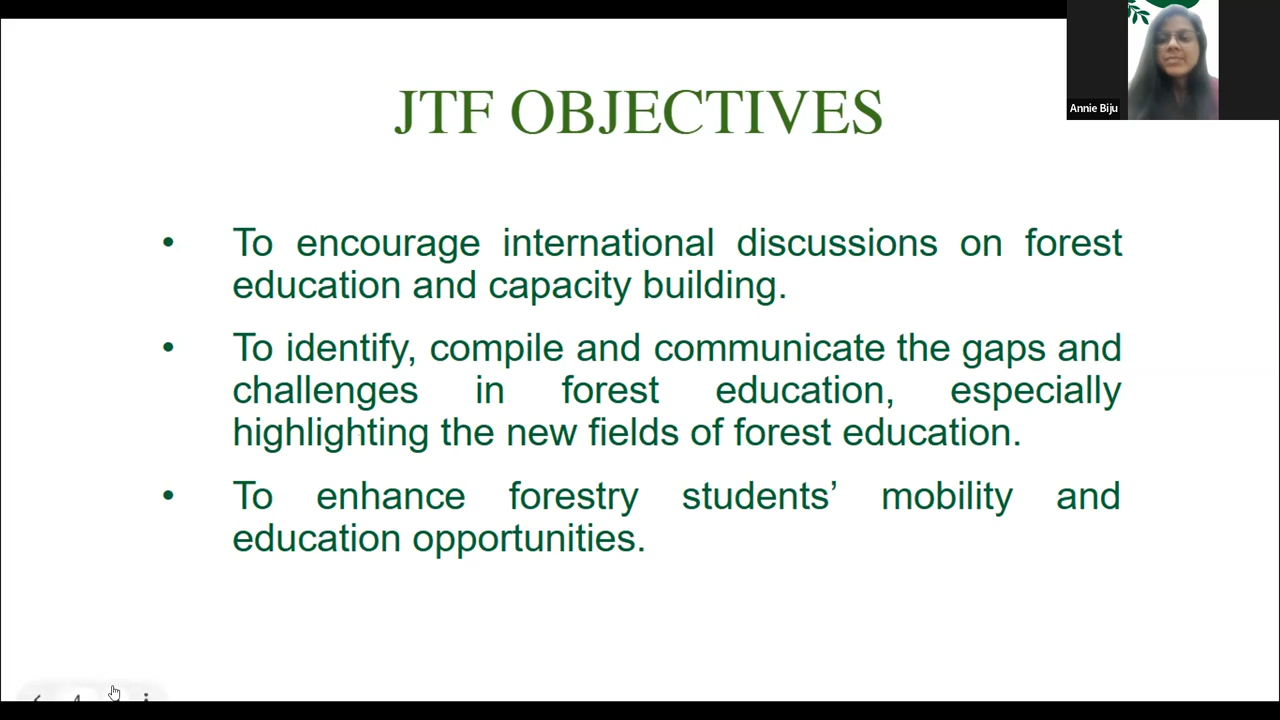 JTF OBJECTIVES
Annie Biju
• To encourage international discussions on forest
education and capacity building.
• To identify, compile and communicate the gaps and
challenges in forest education, especially
highlighting the new fields of forest education.
• To enhance forestry students’ mobility and
education opportunities.